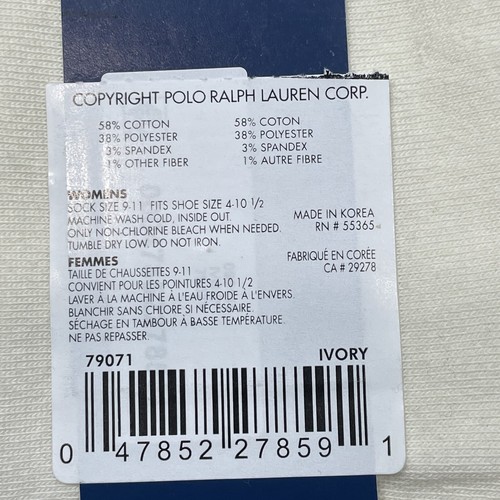 COPYRIGHT POLO RALPH LAUREN CORP.
58% COTTON 58% COTON
38% POLYESTER 38% POLYESTER
3% SPANDEX 3% SPANDEX
1% OTHER FIBER 1% AUTRE FIBRE
WOMENS
SOCK SIZE 9-11 FITS SHOE SIZE 4-10 1/2
MACHINE WASH COLD, INSIDE OUT. MADE IN KOREA
ONLY NON-CHLORINE BLEACH WHEN NEEDED. RN # 55365
TUMBLE DRY LOW. DO NOT IRON.
FEMMES FABRIQUÉ EN CORÉE
TAILLE DE CHAUSSETTES 9-11 CA # 29278
CONVIENT POUR LES POINTURES 4-10 1/2
LAVER À LA MACHINE À L'EAU FROIDE À L'ENVERS.
BLANCHIR SANS CHLORE SI NÉCESSAIRE.
SÉCHAGE EN TAMBOUR À BASSE TEMPÉRATURE.
NE PAS REPASSER.
79071 IVORY
0 47852 27859 1